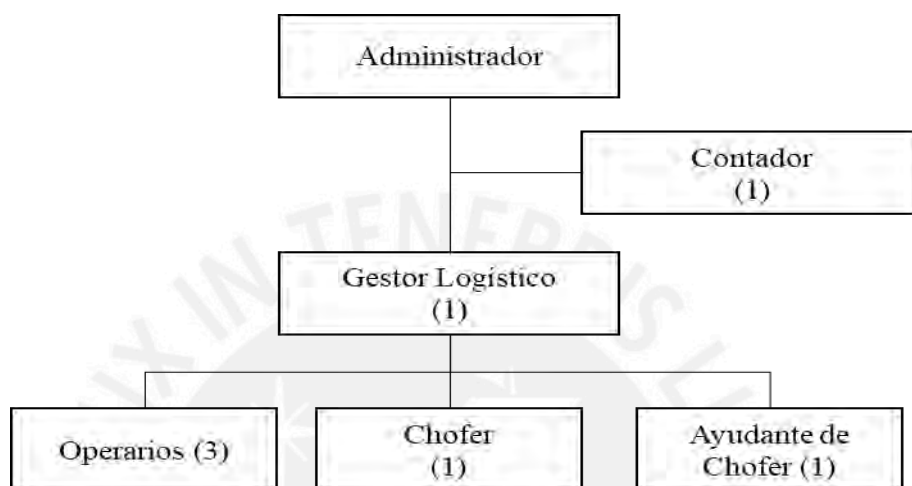 Administrador
Contador
(1)
Gestor Logístico
(1)
Operarios (3)
Chofer
(1)
Ayudante de
Chofer (1)